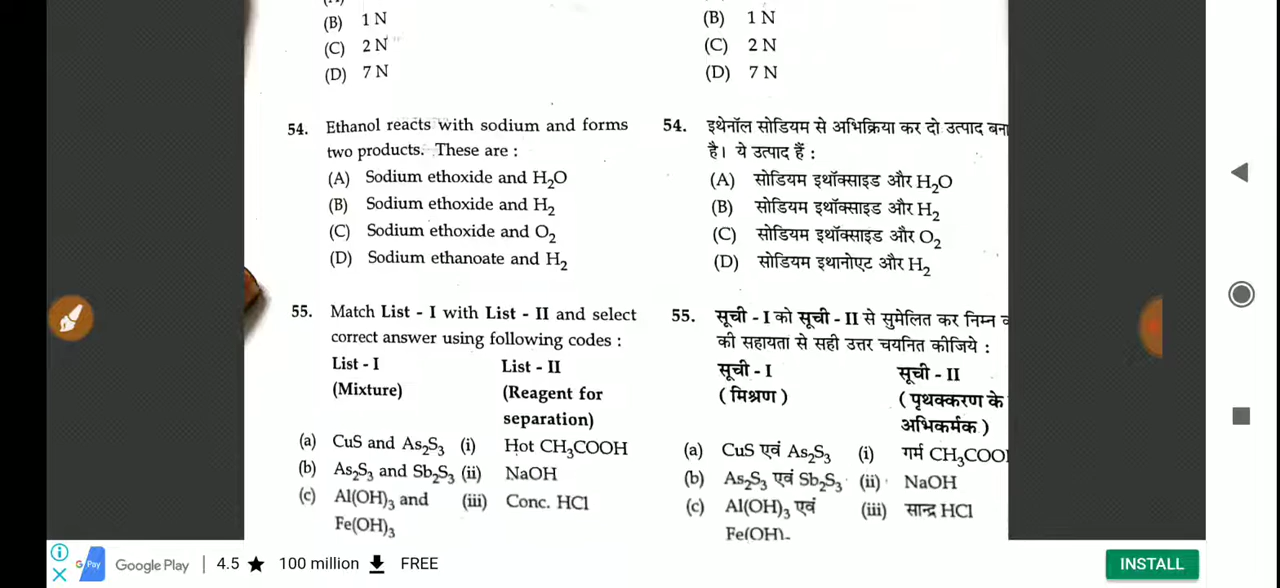 (B) 1 N
(C) 2 N
(D) 7 N
54. Ethanol reacts with sodium and forms
two products. These are :
(A) Sodium ethoxide and H₂O
(B) Sodium ethoxide and H₂
(C) Sodium ethoxide and O₂
(D) Sodium ethanoate and H₂
55. Match List - I with List - II and select
correct answer using following codes :
List - I List - II
(Mixture) (Reagent for
separation)
(a) CuS and As₂S₃ (i) Hot CH₃COOH
(b) As₂S₃ and Sb₂S₃ (ii) NaOH
(c) Al(OH)₃ and (iii) Conc. HCl
Fe(OH)₃
(B) 1 N
(C) 2 N
(D) 7 N
54. इथेनॉल सोडियम से अभिक्रिया कर दो उत्पाद बना
है। ये उत्पाद हैं :
(A) सोडियम इथॉक्साइड और H₂O
(B) सोडियम इथॉक्साइड और H₂
(C) सोडियम इथॉक्साइड और O₂
(D) सोडियम इथानोएट और H₂
55. सूची - I को सूची - II से सुमेलित कर निम्न
की सहायता से सही उत्तर चयनित कीजिये :
सूची - I सूची - II
( मिश्रण ) ( पृथक्करण के
अभिकर्मक )
(a) CuS एवं As₂S₃ (i) गर्म CH₃COO
(b) As₂S₃ एवं Sb₂S₃ (ii) NaOH
(c) Al(OH)₃ एवं (iii) सान्द्र HCl
Fe(OH)
G Pay Google Play | 4.5 ★ 100 million FREE
INSTALL